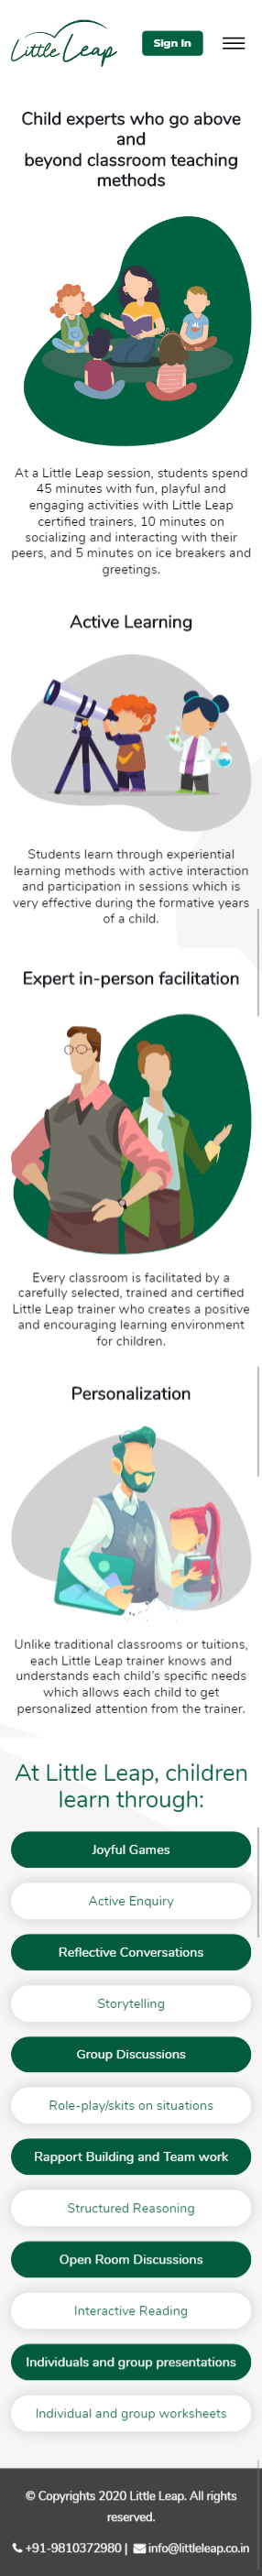 Little Leap
Sign In
Child experts who go above
and
beyond classroom teaching
methods
At a Little Leap session, students spend
45 minutes with fun, playful and
engaging activities with Little Leap
certified trainers, 10 minutes on
socializing and interacting with their
peers, and 5 minutes on ice breakers and
greetings.
Active Learning
Students learn through experiential
learning methods with active interaction
and participation in sessions which is
very effective during the formative years
of a child.
Expert in-person facilitation
Every classroom is facilitated by a
carefully selected, trained and certified
Little Leap trainer who creates a positive
and encouraging learning environment
for children.
Personalization
Unlike traditional classrooms or tuitions,
each Little Leap trainer knows and
understands each child's specific needs
which allows each child to get
personalized attention from the trainer.
At Little Leap, children
learn through:
Joyful Games
Active Enquiry
Reflective Conversations
Storytelling
Group Discussions
Role-play/skits on situations
Rapport Building and Team work
Structured Reasoning
Open Room Discussions
Interactive Reading
Individuals and group presentations
Individual and group worksheets
© Copyrights 2020 Little Leap. All rights
reserved.
+91-9810372980 | info@littleleap.co.in